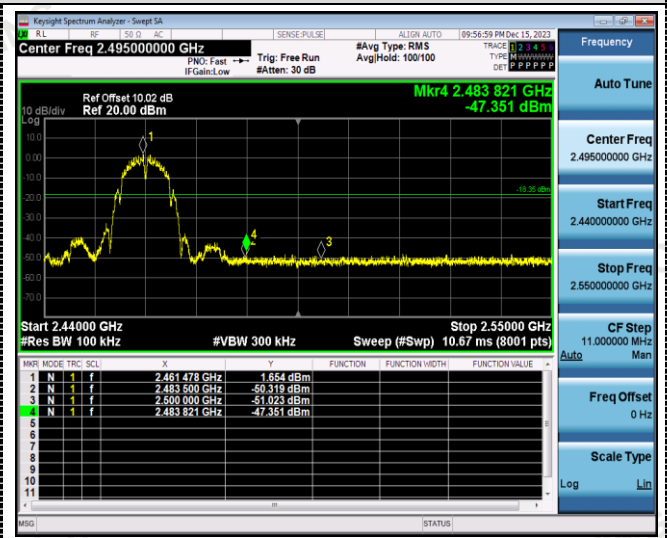 Keysight Spectrum Analyzer - Swept SA
RL RF 50 Ω AC SENSE:PULSE ALIGN AUTO 09:56:59 PM Dec 15, 2023
Center Freq 2.495000000 GHz
PNO: Fast
IFGain:Low
Trig: Free Run
#Atten: 30 dB
#Avg Type: RMS
Avg|Hold: 100/100
TRACE 1 2 3 4 5 6
TYPE M WWWWW
DET P P P P P P
Ref Offset 10.02 dB
Ref 20.00 dBm
Mkr4 2.483 821 GHz
-47.351 dBm
10 dB/div
Log
10.0
0.00
-10.0
-20.0
-30.0
-40.0
-50.0
-60.0
-70.0
1
4
2
3
-18.35 dBm
Start 2.44000 GHz
Stop 2.55000 GHz
#Res BW 100 kHz
#VBW 300 kHz
Sweep (#Swp) 10.67 ms (8001 pts)
MKR MODE TRC SCL X Y FUNCTION FUNCTION WIDTH FUNCTION VALUE
1 N 1 f 2.461 478 GHz 1.654 dBm
2 N 1 f 2.483 500 GHz -50.319 dBm
3 N 1 f 2.500 000 GHz -51.023 dBm
4 N 1 f 2.483 821 GHz -47.351 dBm
5
6
7
8
9
10
11
MSG
STATUS
Frequency
Auto Tune
Center Freq
2.495000000 GHz
Start Freq
2.440000000 GHz
Stop Freq
2.550000000 GHz
CF Step
11.000000 MHz
Auto Man
Freq Offset
0 Hz
Scale Type
Log Lin